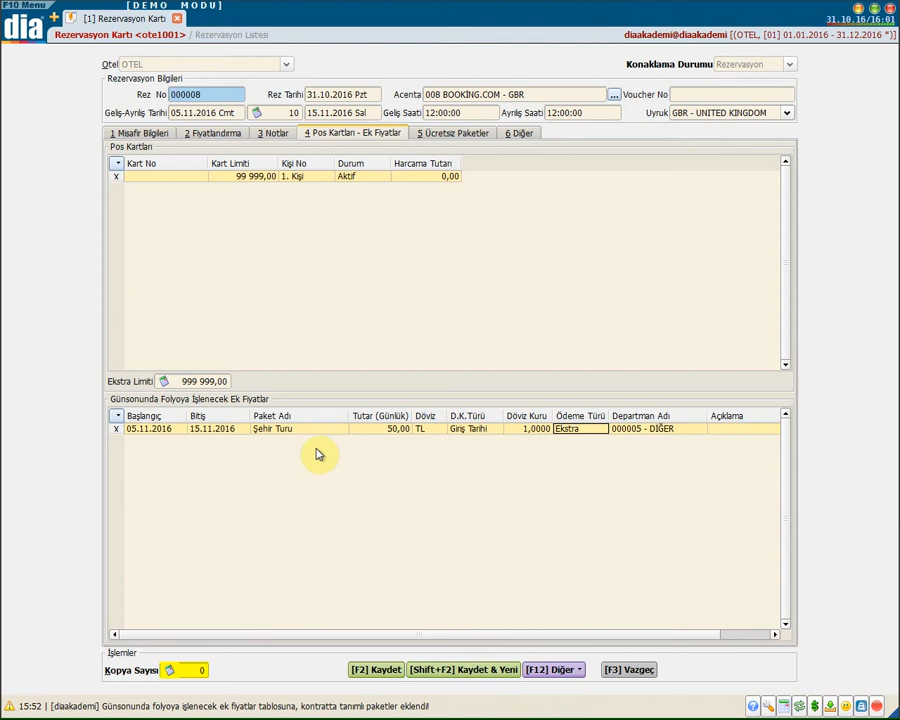 F10 Menu
[ D E M O   M O D U ]
dia
[1] Rezervasyon Kartı
31.10.16/16:01
Rezervasyon Kartı <ote1001> / Rezervasyon Listesi
diaakademi@diaakademi [(OTEL, [01] 01.01.2016 - 31.12.2016 *)]
Otel OTEL
Konaklama Durumu Rezervasyon
Rezervasyon Bilgileri
Rez No 000008 Rez Tarihi 31.10.2016 Pzt Acenta 008 BOOKING.COM - GBR ... Voucher No
Geliş-Ayrılış Tarihi 05.11.2016 Cmt 10 15.11.2016 Sal Geliş Saati 12:00:00 Ayrılış Saati 12:00:00 Uyruk GBR - UNITED KINGDOM
1 Misafir Bilgileri 2 Fiyatlandırma 3 Notlar 4 Pos Kartları - Ek Fiyatlar 5 Ücretsiz Paketler 6 Diğer
Pos Kartları
Kart No Kart Limiti Kişi No Durum Harcama Tutarı
X 99 999,00 1. Kişi Aktif 0,00
Ekstra Limiti 999 999,00
Günsonunda Folyoya İşlenecek Ek Fiyatlar
Başlangıç Bitiş Paket Adı Tutar (Günlük) Döviz D.K.Türü Döviz Kuru Ödeme Türü Departman Adı Açıklama
X 05.11.2016 15.11.2016 Şehir Turu 50,00 TL Giriş Tarihi 1,0000 Ekstra 000005 - DİĞER
İşlemler
Kopya Sayısı 0 [F2] Kaydet [Shift+F2] Kaydet & Yeni [F12] Diğer [F3] Vazgeç
15:52 | [diaakademi] Günsonunda folyoya işlenecek ek fiyatlar tablosuna, kontratta tanımlı paketler eklendi!